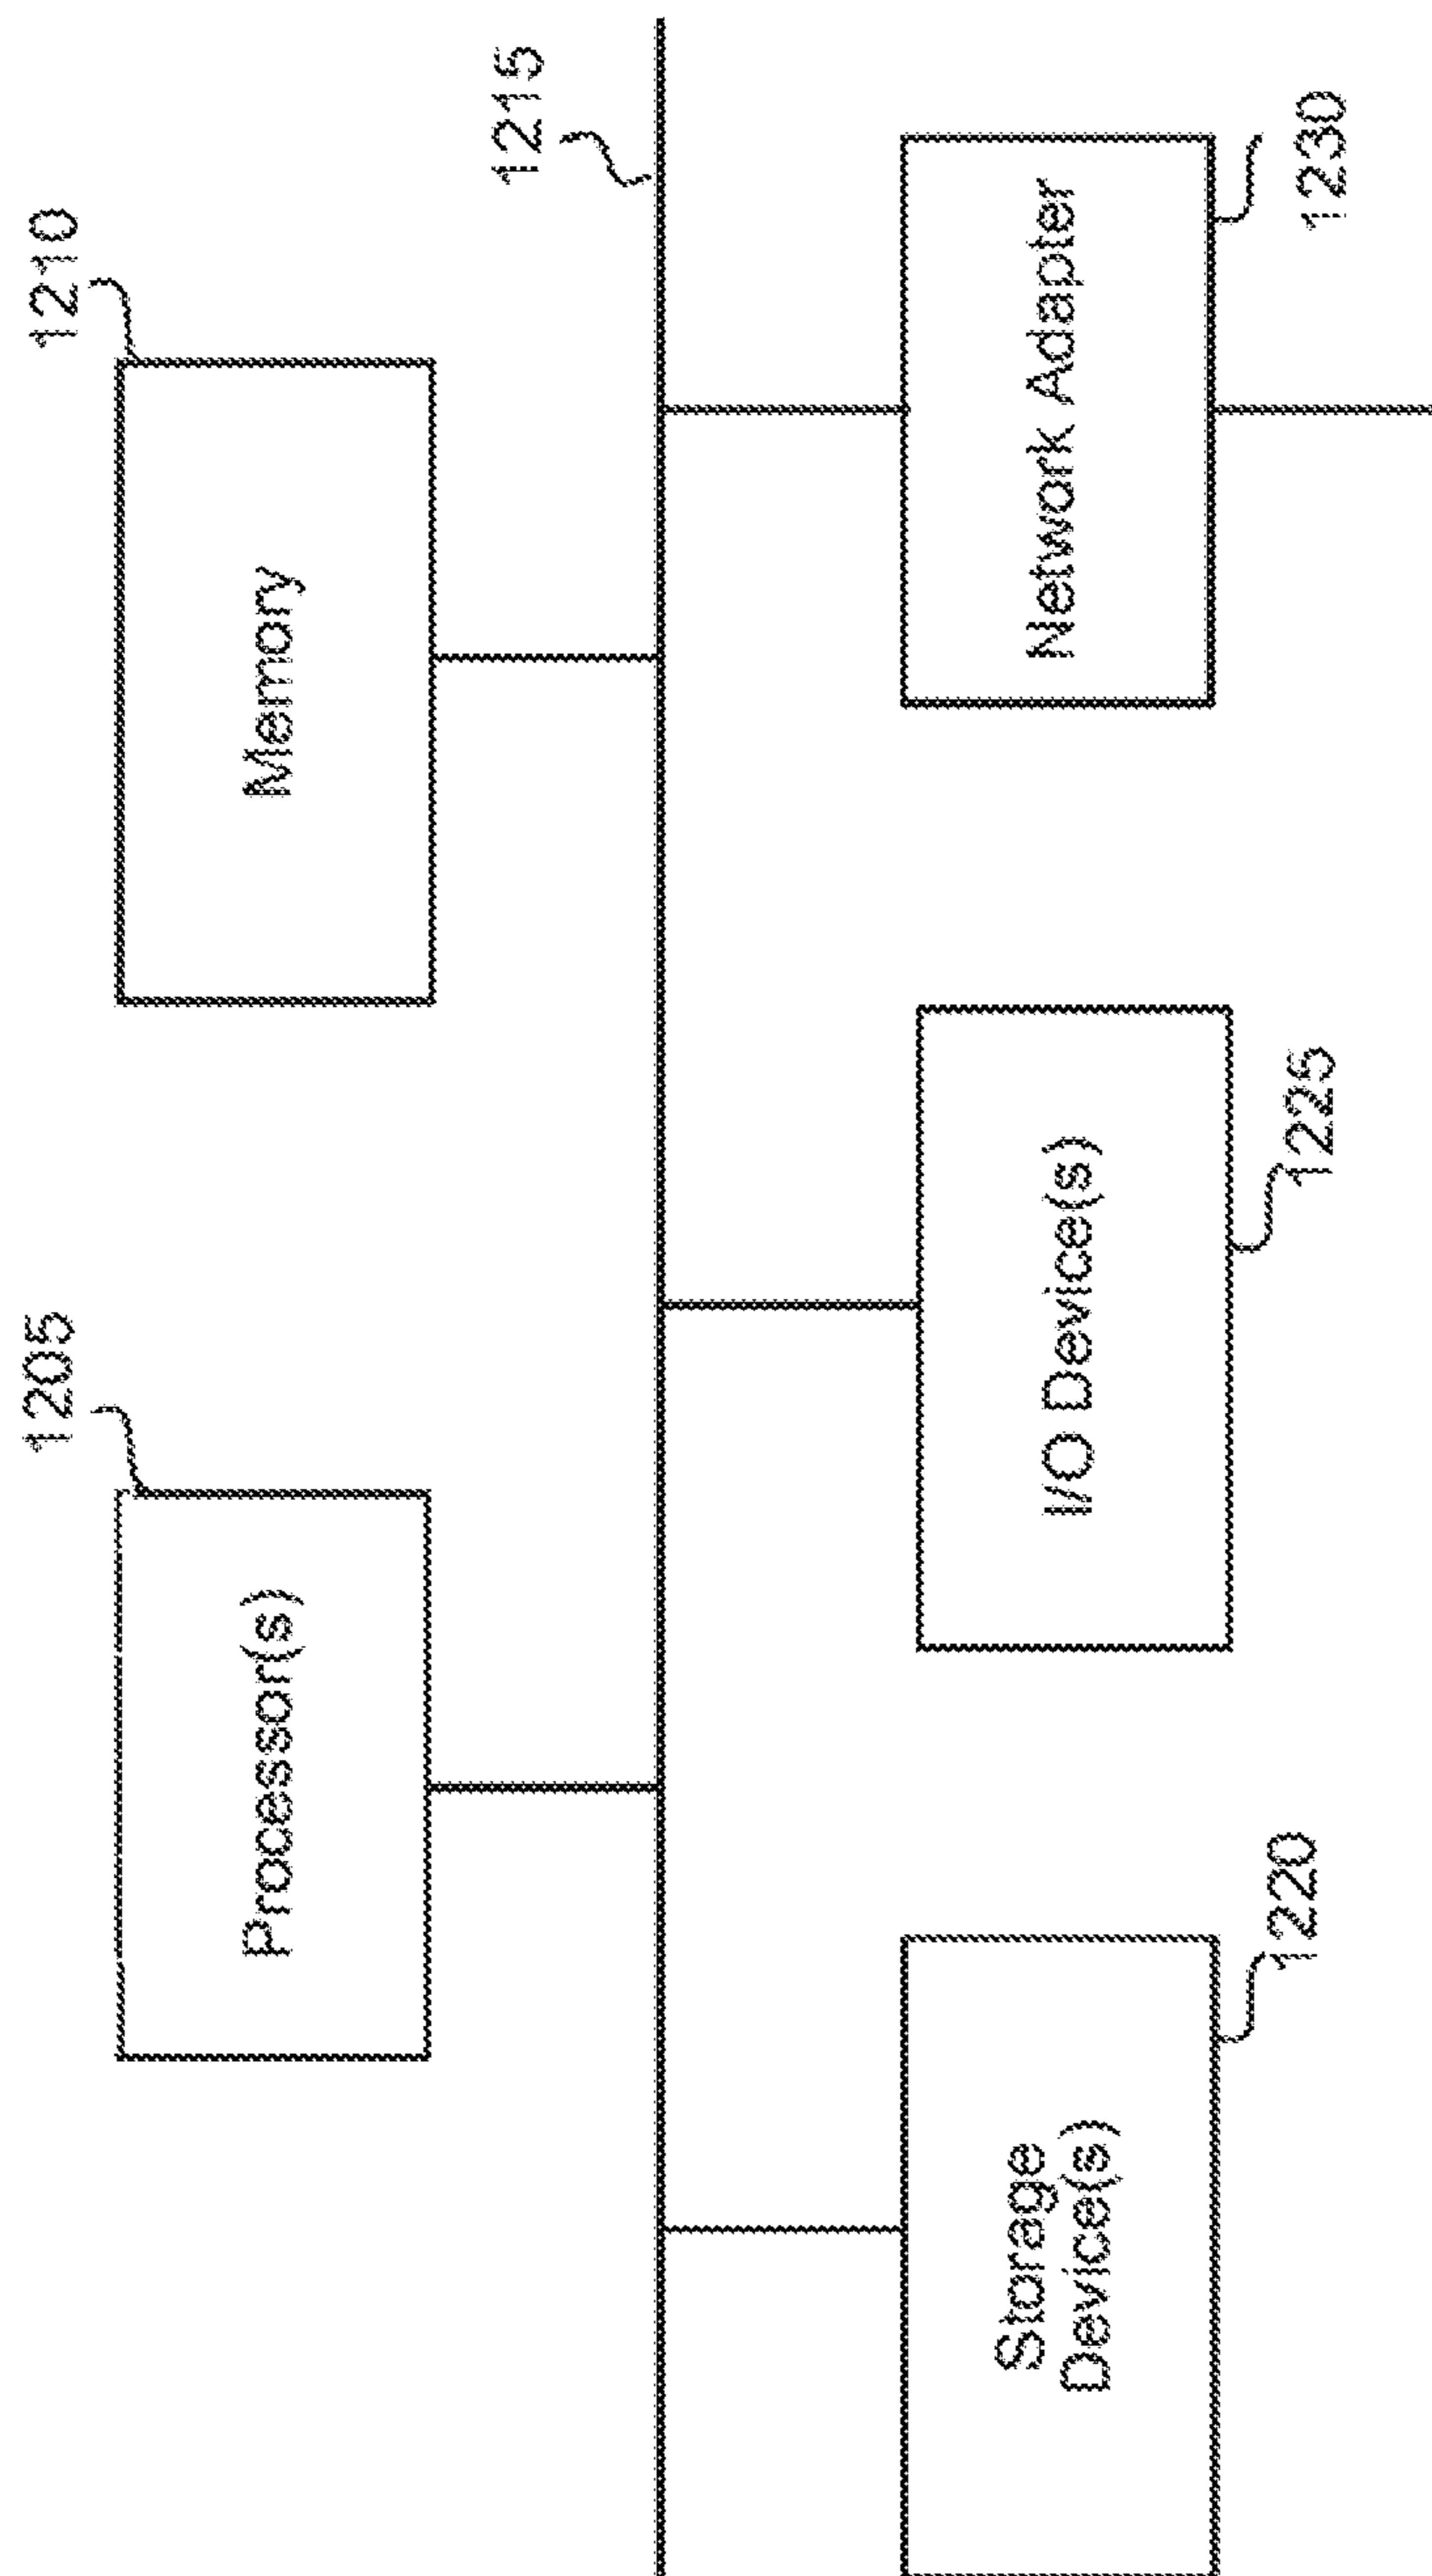 1205
1210
Processor(s)
Memory
1215
Storage
Device(s)
I/O Device(s)
Network Adapter
1220
1225
1230